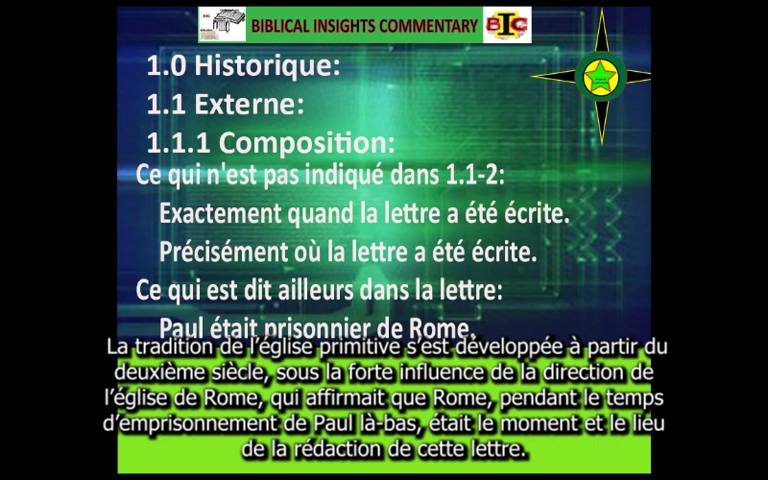 BIC
BIBLICAL INSIGHTS COMMENTARY
BIC
1.0 Historique:
1.1 Externe:
1.1.1 Composition:
Ce qui n'est pas indiqué dans 1.1-2:
Exactement quand la lettre a été écrite.
Précisément où la lettre a été écrite.
Ce qui est dit ailleurs dans la lettre:
Paul était prisonnier de Rome.
La tradition de l’église primitive s’est développée à partir du
deuxième siècle, sous la forte influence de la direction de
l’église de Rome, qui affirmait que Rome, pendant le temps
d’emprisonnement de Paul là-bas, était le moment et le lieu
de la rédaction de cette lettre.